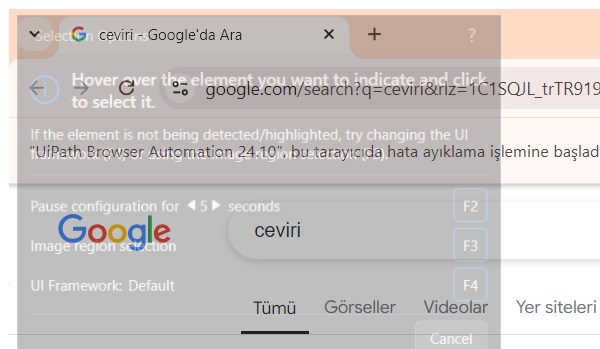 Selection Options
ceviri - Google'da Ara
?
Hover over the element you want to indicate and click
to select it.
google.com/search?q=ceviri&rlz=1C1SQJL_trTR919
If the element is not being detected/highlighted, try changing the UI
"UiPath Browser Automation 24.10", bu tarayıcıda hata ayıklama işlemine başlad
Pause configuration for 5 seconds
F2
Google
ceviri
Image region selection
F3
UI Framework: Default
F4
Tümü Görseller Videolar Yer siteleri
Cancel